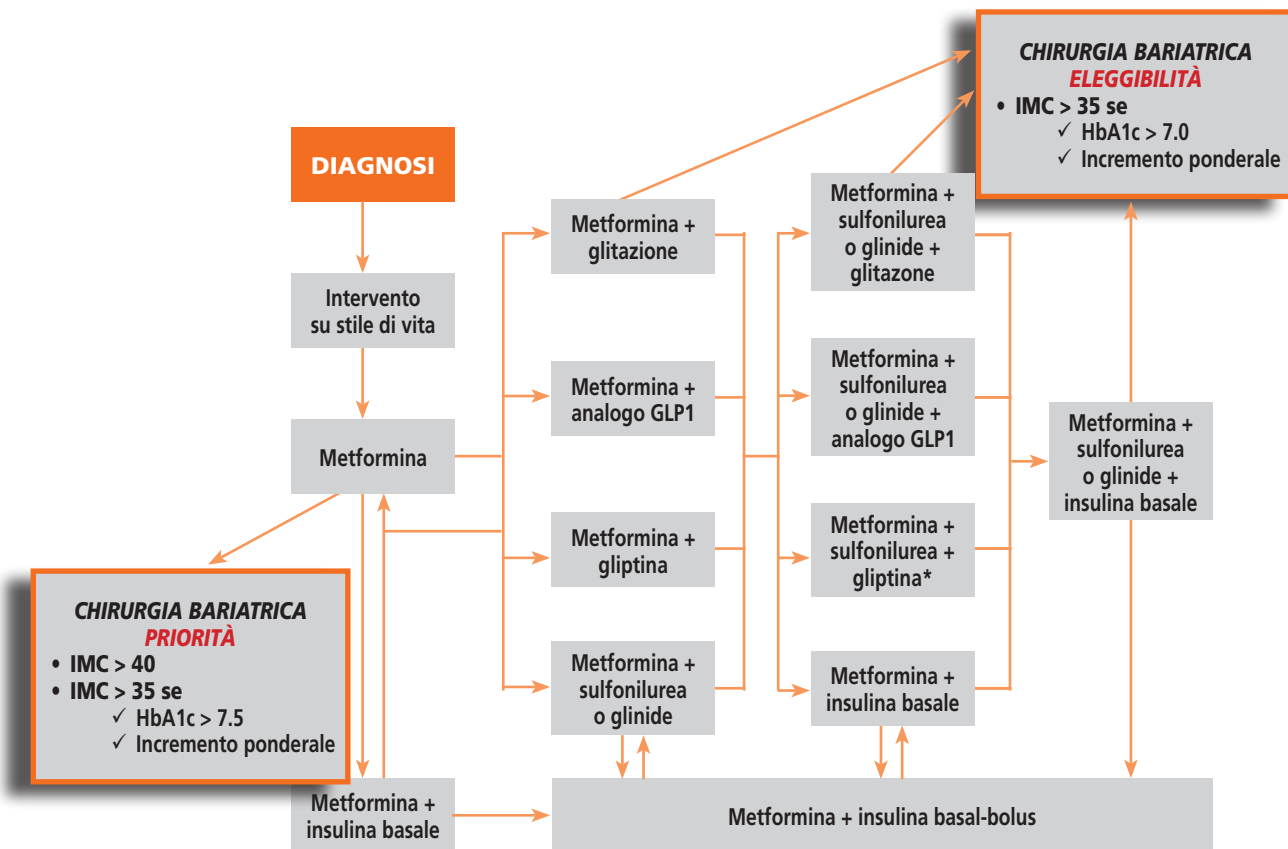 CHIRURGIA BARIATRICA
ELEGGIBILITÀ
• IMC > 35 se
✓ HbA1c > 7.0
✓ Incremento ponderale
DIAGNOSI
Intervento
su stile di vita
Metformina
CHIRURGIA BARIATRICA
PRIORITÀ
• IMC > 40
• IMC > 35 se
✓ HbA1c > 7.5
✓ Incremento ponderale
Metformina +
insulina basale
Metformina +
glitazione
Metformina +
analogo GLP1
Metformina +
gliptina
Metformina +
sulfonilurea
o glinide
Metformina +
sulfonilurea
o glinide +
glitazone
Metformina +
sulfonilurea
o glinide +
analogo GLP1
Metformina +
sulfonilurea +
gliptina*
Metformina +
insulina basale
Metformina +
sulfonilurea
o glinide +
insulina basale
Metformina + insulina basal-bolus